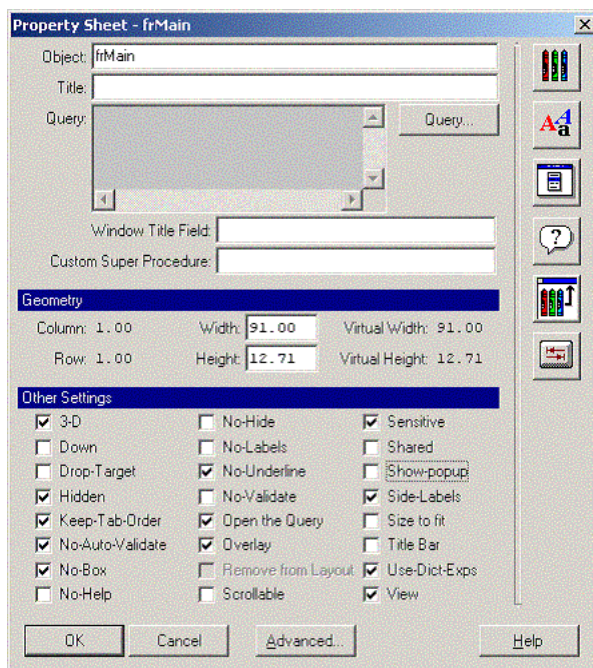 Property Sheet - frMain
Object: frMain
Title:
Query:
Query...
Window Title Field:
Custom Super Procedure:
Geometry
Column: 1.00 Width: 91.00 Virtual Width: 91.00
Row: 1.00 Height: 12.71 Virtual Height: 12.71
Other Settings
3-D No-Hide Sensitive
Down No-Labels Shared
Drop-Target No-Underline Show-popup
Hidden No-Validate Side-Labels
Keep-Tab-Order Open the Query Size to fit
No-Auto-Validate Overlay Title Bar
No-Box Remove from Layout Use-Dict-Exps
No-Help Scrollable View
OK Cancel Advanced... Help
AAa
?